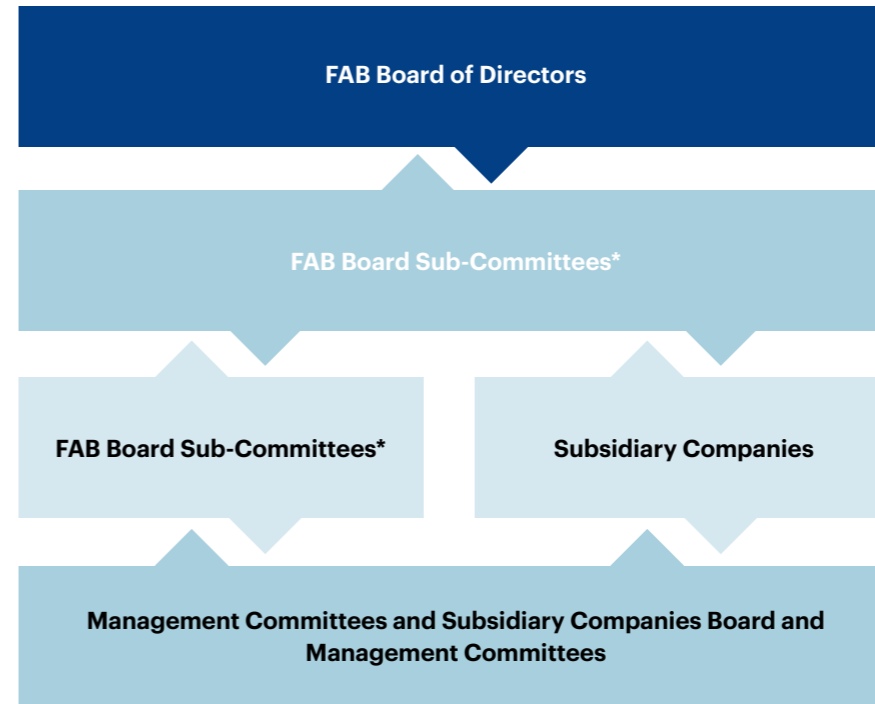 FAB Board of Directors
FAB Board Sub-Committees*
FAB Board Sub-Committees*
Subsidiary Companies
Management Committees and Subsidiary Companies Board and
Management Committees